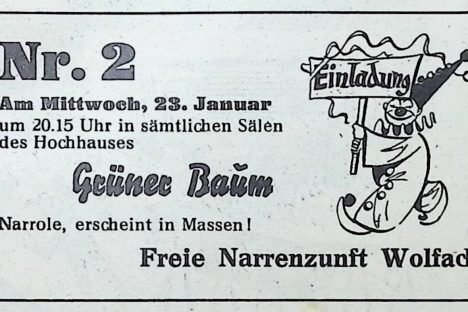 Nr. 2
Am Mittwoch, 23. Januar
um 20.15 Uhr in sämtlichen Sälen
des Hochhauses
Grüner Baum
Narrole, erscheint in Massen!
Freie Narrenzunft Wolfac
Einladung